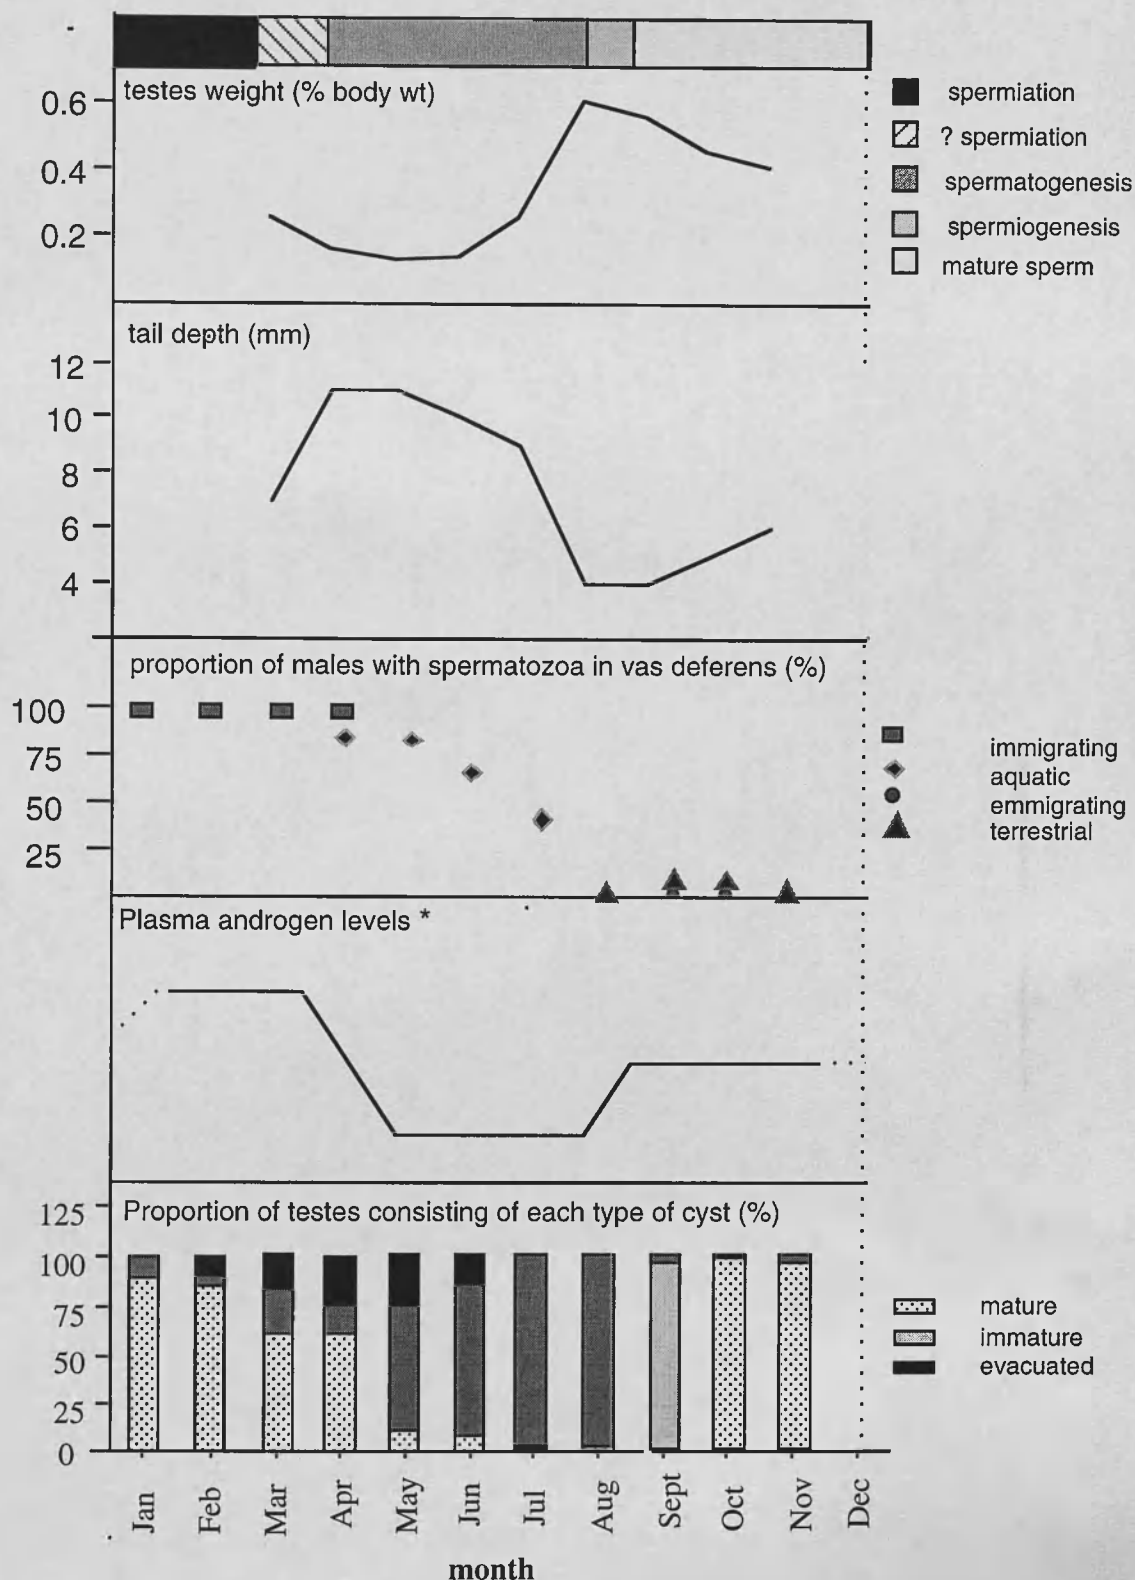 testes weight (% body wt)
0.6
0.4
0.2
spermiation
? spermiation
spermatogenesis
spermiogenesis
mature sperm
tail depth (mm)
12
10
8
6
4
proportion of males with spermatozoa in vas deferens (%)
100
75
50
25
immigrating
aquatic
emmigrating
terrestrial
Plasma androgen levels *
Proportion of testes consisting of each type of cyst (%)
125
100
75
50
25
0
mature
immature
evacuated
Jan
Feb
Mar
Apr
May
Jun
Jul
Aug
Sept
Oct
Nov
Dec
month